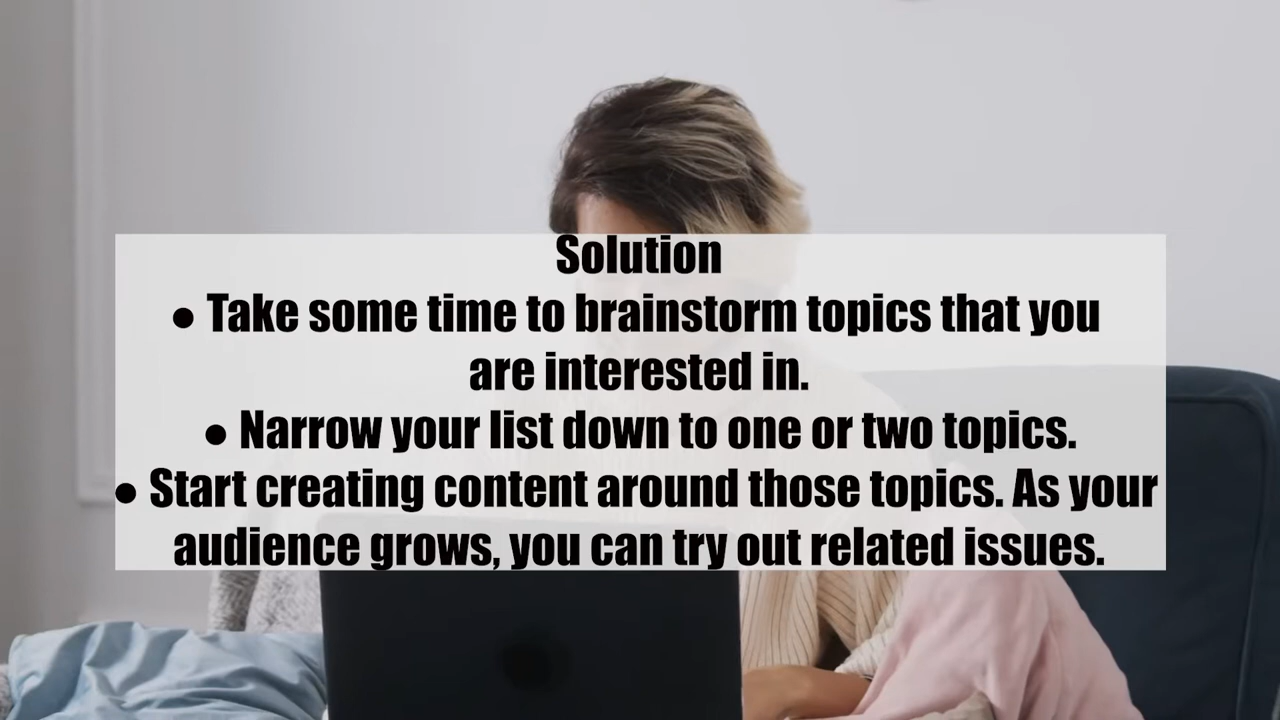 Solution
● Take some time to brainstorm topics that you
are interested in.
● Narrow your list down to one or two topics.
● Start creating content around those topics. As your
audience grows, you can try out related issues.